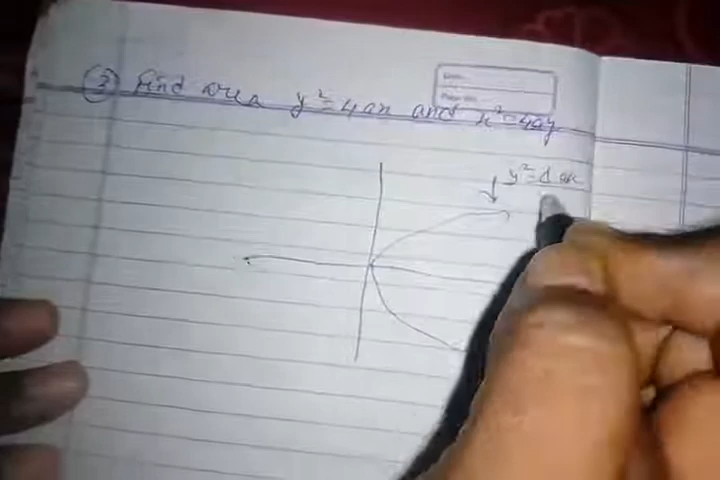 ③ Find area y²=4ax and x²=4ay
y²=4ax